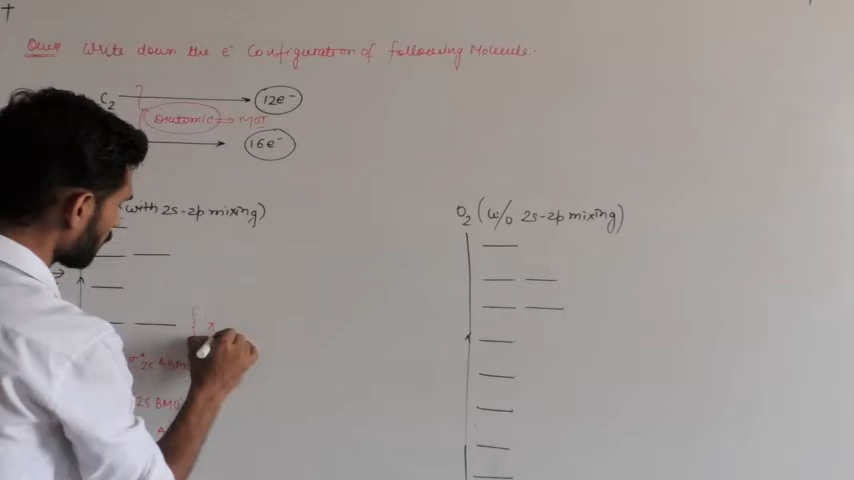 Ques Write down the e⁻ Configuration of following Molecule.
C₂ → 12e⁻
Diatomic ⇒ MOT
→ 16e⁻
(with 2s-2p mixing)
O₂ (w/o 2s-2p mixing)
π
σ* 2s ABMO
2s BMO